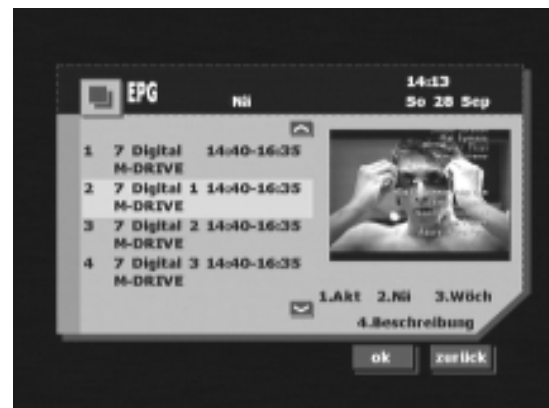 EPG
Nä
14:13
So 28 Sep
1 7 Digital 14:40-16:35
M-DRIVE
2 7 Digital 1 14:40-16:35
M-DRIVE
3 7 Digital 2 14:40-16:35
M-DRIVE
4 7 Digital 3 14:40-16:35
M-DRIVE
1.Akt 2.Nä 3.Wöch
4.Beschreibung
ok zurück